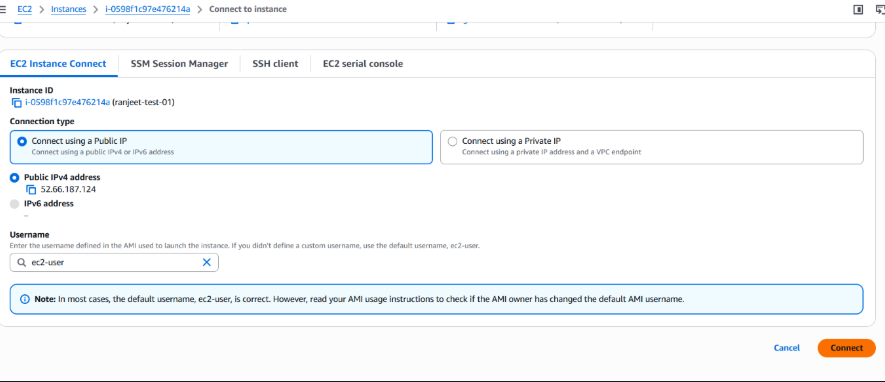 EC2 > Instances > i-0598f1c97e476214a > Connect to instance
EC2 Instance Connect SSM Session Manager SSH client EC2 serial console
Instance ID
i-0598f1c97e476214a (ranjeet-test-01)
Connection type
Connect using a Public IP
Connect using a public IPv4 or IPv6 address
Connect using a Private IP
Connect using a private IP address and a VPC endpoint
Public IPv4 address
52.66.187.124
IPv6 address
–
Username
Enter the username defined in the AMI used to launch the instance. If you didn't define a custom username, use the default username, ec2-user.
ec2-user
Note: In most cases, the default username, ec2-user, is correct. However, read your AMI usage instructions to check if the AMI owner has changed the default AMI username.
Cancel Connect